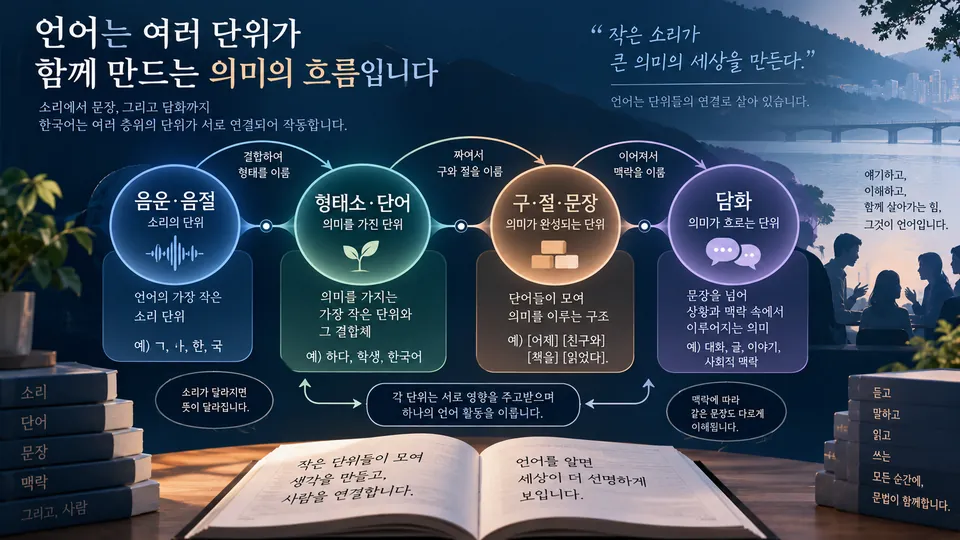 언어는 여러 단위가
함께 만드는 의미의 흐름입니다
소리에서 문장, 그리고 담화까지
한국어는 여러 층위의 단위가 서로 연결되어 작동합니다.
“ 작은 소리가
큰 의미의 세상을 만든다.”
언어는 단위들의 연결로 살아 있습니다.
결합하여
형태를 이룸
짜여서
구와 절을 이룸
이어져서
맥락을 이룸
얘기하고,
이해하고,
함께 살아가는 힘,
그것이 언어입니다.
음운·음절
소리의 단위
언어의 가장 작은
소리 단위
예) ㄱ, ㅏ, 한, 국
형태소·단어
의미를 가진 단위
의미를 가지는
가장 작은 단위와
그 결합체
예) 하다, 학생, 한국어
구·절·문장
의미가 완성되는 단위
단어들이 모여
의미를 이루는 구조
예) [어제] [친구와]
[책을] [읽었다].
담화
의미가 흐르는 단위
문장을 넘어
상황과 맥락 속에서
이루어지는 의미
예) 대화, 글, 이야기,
사회적 맥락
소리가 달라지면
뜻이 달라집니다.
각 단위는 서로 영향을 주고받으며
하나의 언어 활동을 이룹니다.
맥락에 따라
같은 문장도 다르게
이해됩니다.
소리
단어
문장
맥락
그리고, 사람
작은 단위들이 모여
생각을 만들고,
사람을 연결합니다.
언어를 알면
세상이 더 선명하게
보입니다.
듣고
말하고
읽고
쓰는
모든 순간에,
문법이 함께합니다.